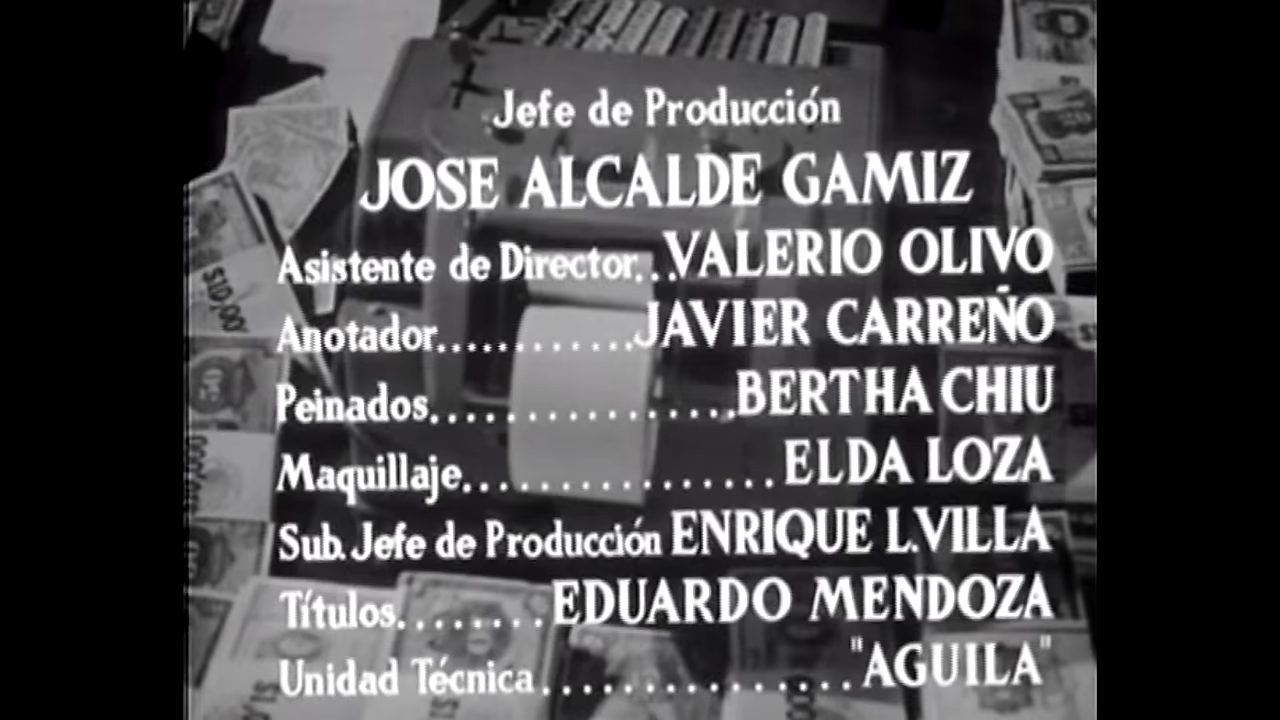 Jefe de Producción
JOSE ALCALDE GAMIZ
Asistente de Director...VALERIO OLIVO
Anotador............JAVIER CARREÑO
Peinados................BERTHA CHIU
Maquillaje................ELDA LOZA
Sub. Jefe de Producción ENRIQUE L. VILLA
Títulos........EDUARDO MENDOZA
Unidad Técnica................"AGUILA"